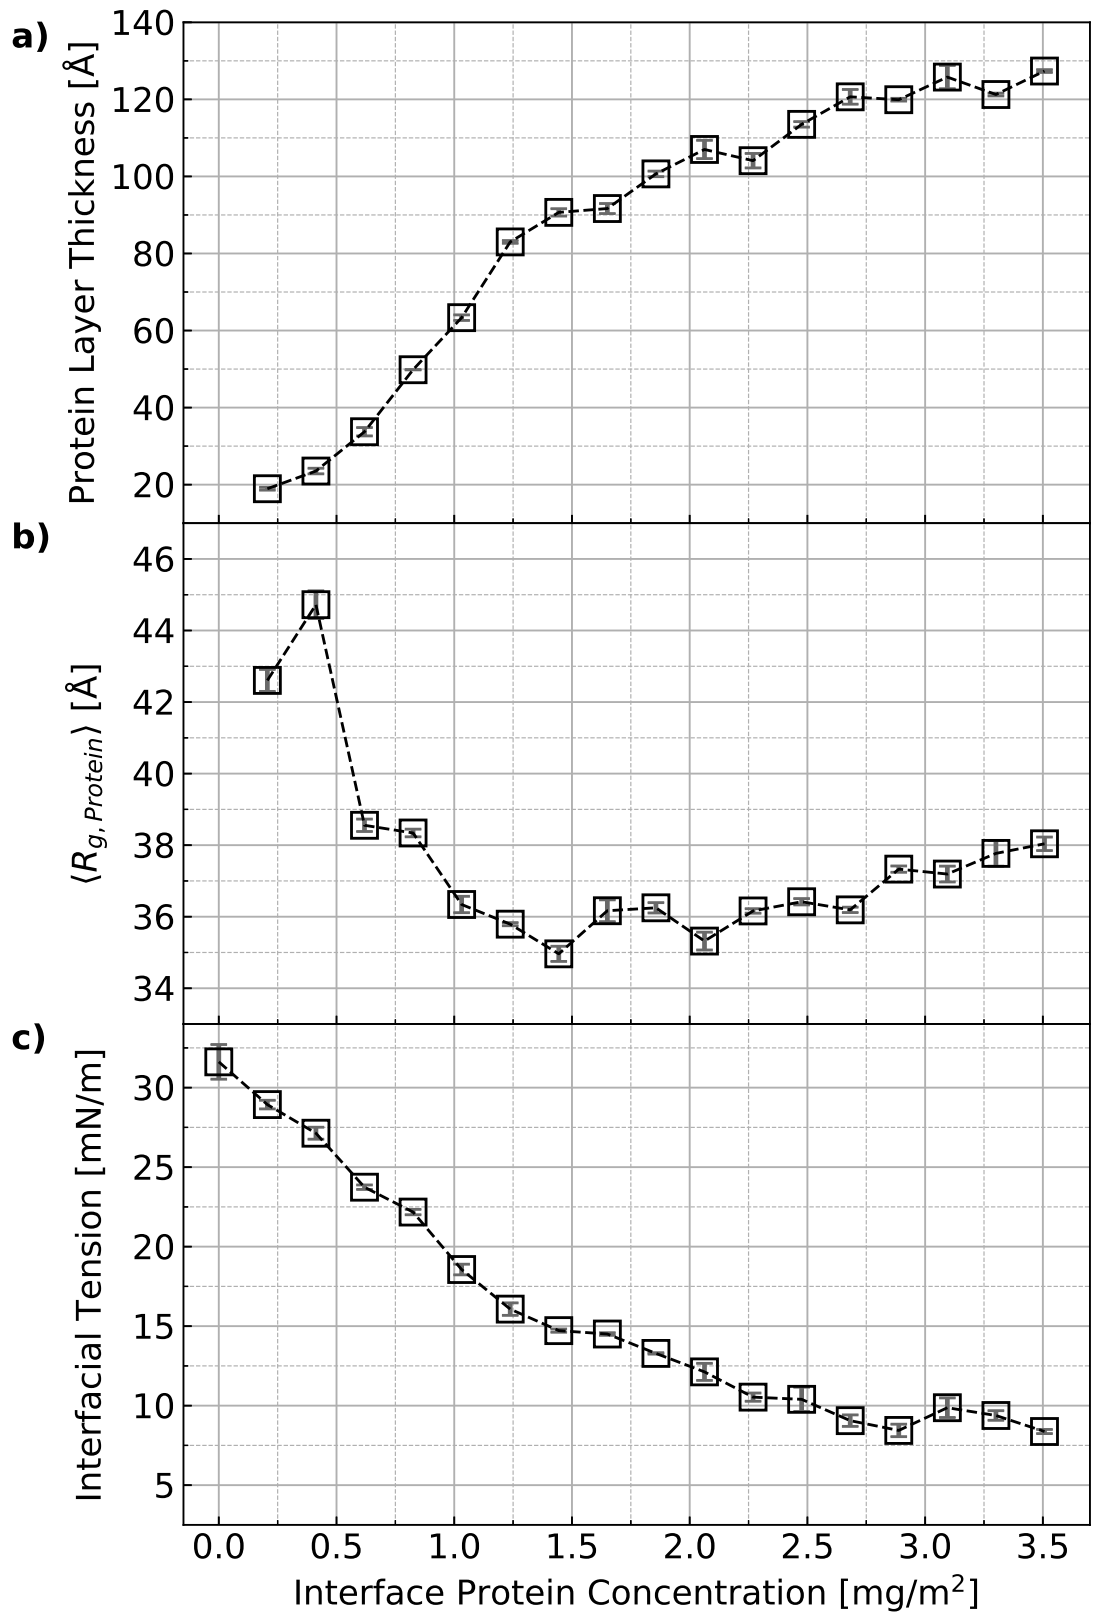 a)
Protein Layer Thickness [Å]
140
120
100
80
60
40
20
b)
⟨R_{g,Protein}⟩ [Å]
46
44
42
40
38
36
34
c)
Interfacial Tension [mN/m]
30
25
20
15
10
5
0.0 0.5 1.0 1.5 2.0 2.5 3.0 3.5
Interface Protein Concentration [mg/m²]